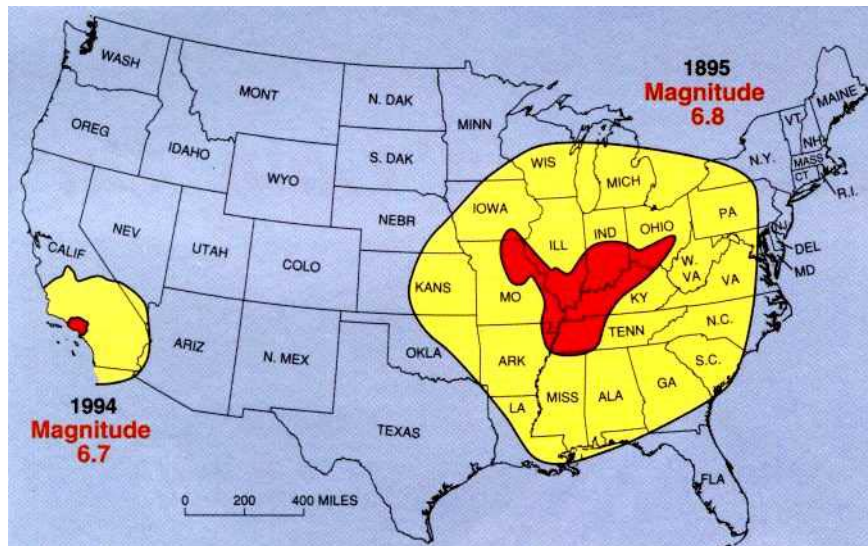 WASH
MONT
N. DAK
MINN
1895
Magnitude
6.8
MAINE
VT.
NH
OREG
IDAHO
S. DAK
WIS
MICH
N.Y.
MASS
CT
R.I.
WYO
IOWA
PA
NEBR
NEV
UTAH
COLO
ILL
IND
OHIO
N.J.
DEL
MD
CALIF
KANS
MO
W.
VA
VA
KY
ARIZ
N. MEX
OKLA
ARK
TENN
N.C.
S.C.
1994
Magnitude
6.7
TEXAS
LA
MISS
ALA
GA
FLA
0 200 400 MILES